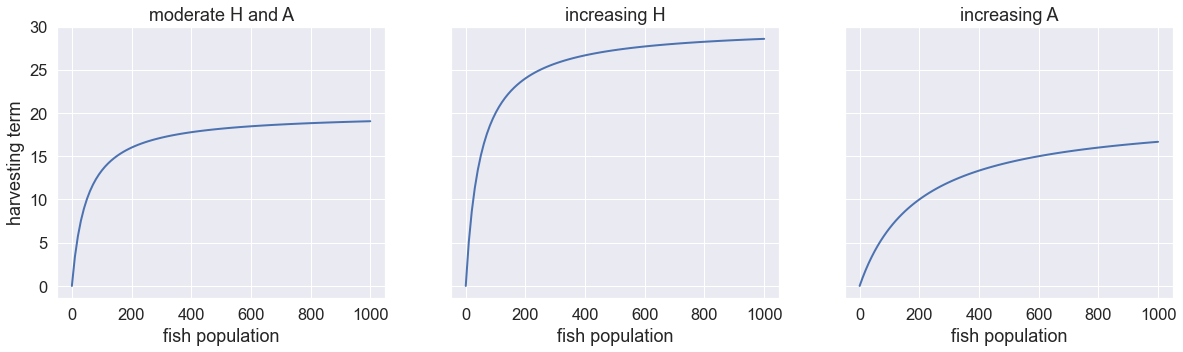 moderate H and A
increasing H
increasing A
harvesting term
30
25
20
15
10
5
0
0 200 400 600 800 1000
0 200 400 600 800 1000
0 200 400 600 800 1000
fish population
fish population
fish population